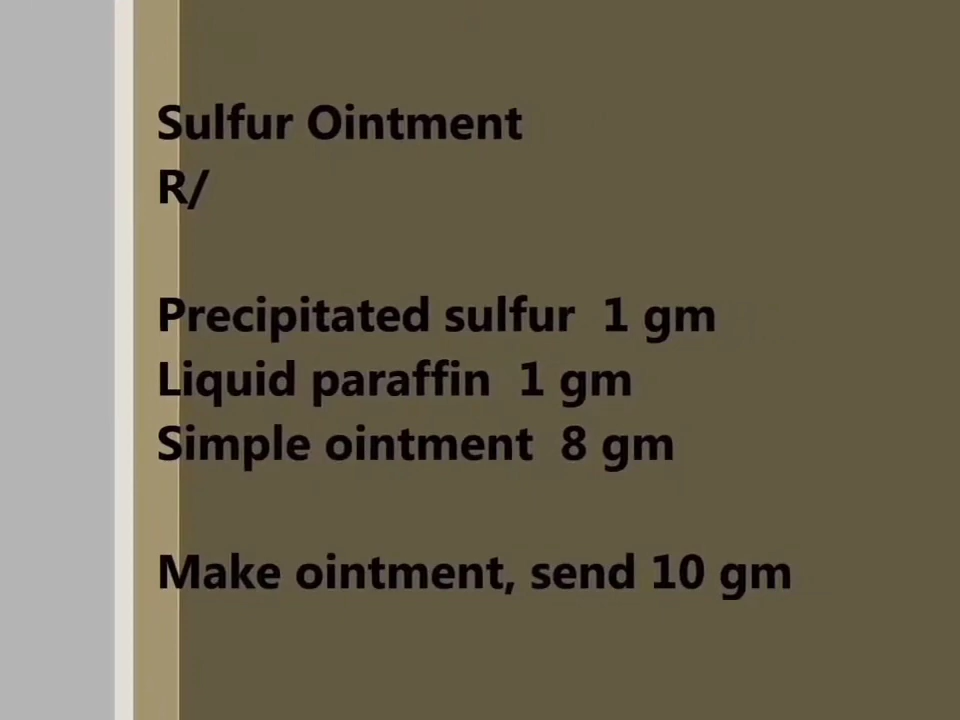 Sulfur Ointment
R/
Precipitated sulfur 1 gm
Liquid paraffin 1 gm
Simple ointment 8 gm
Make ointment, send 10 gm